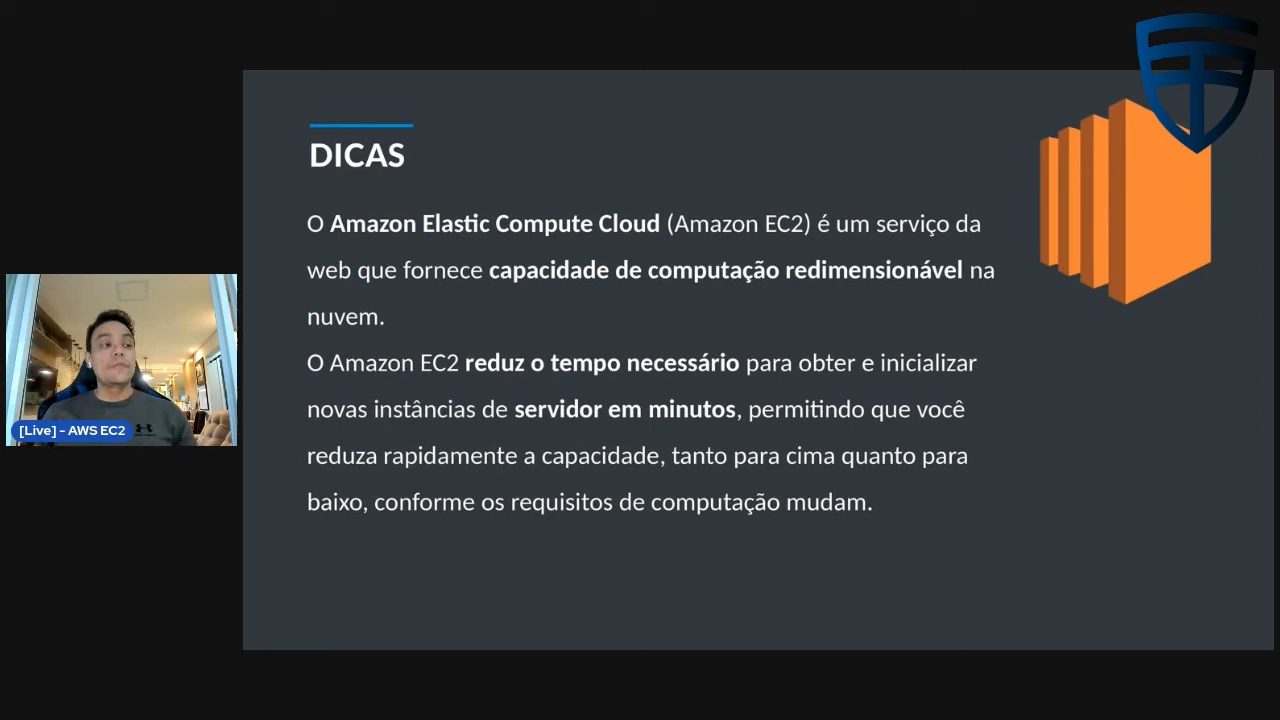 DICAS
O Amazon Elastic Compute Cloud (Amazon EC2) é um serviço da
web que fornece capacidade de computação redimensionável na
nuvem.
O Amazon EC2 reduz o tempo necessário para obter e inicializar
novas instâncias de servidor em minutos, permitindo que você
reduza rapidamente a capacidade, tanto para cima quanto para
baixo, conforme os requisitos de computação mudam.
[Live] - AWS EC2